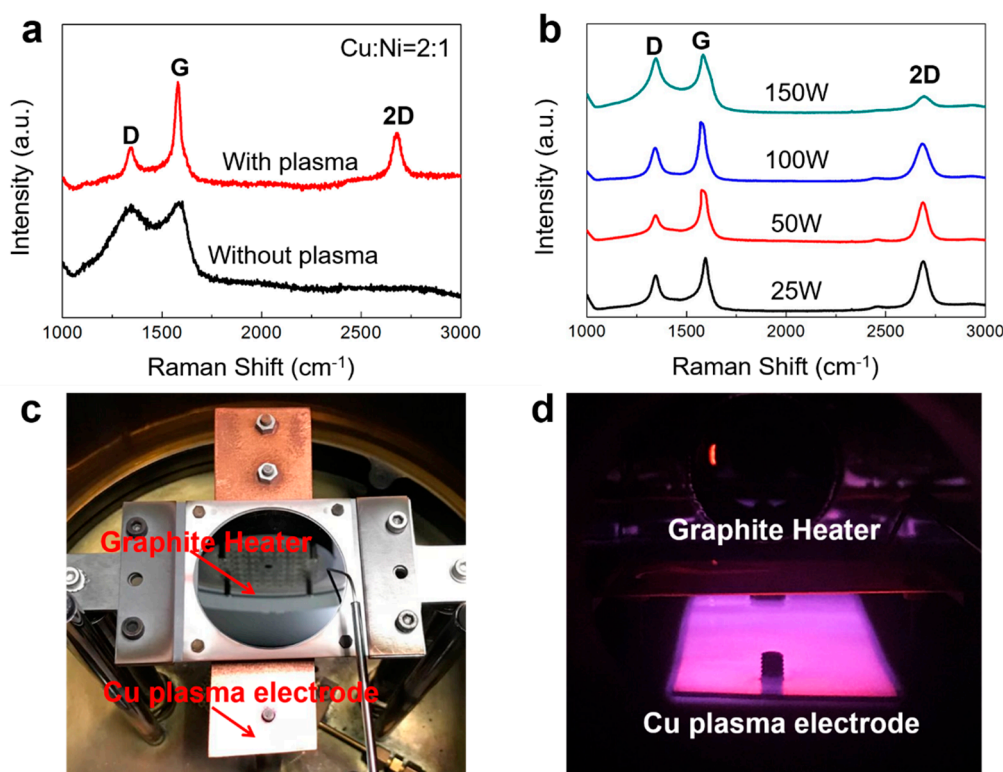 a
Cu:Ni=2:1
D
G
2D
With plasma
Without plasma
Intensity (a.u.)
1000 1500 2000 2500 3000
Raman Shift (cm-1)
b
D
G
2D
150W
100W
50W
25W
Intensity (a.u.)
1000 1500 2000 2500 3000
Raman Shift (cm-1)
c
Graphite Heater
Cu plasma electrode
d
Graphite Heater
Cu plasma electrode